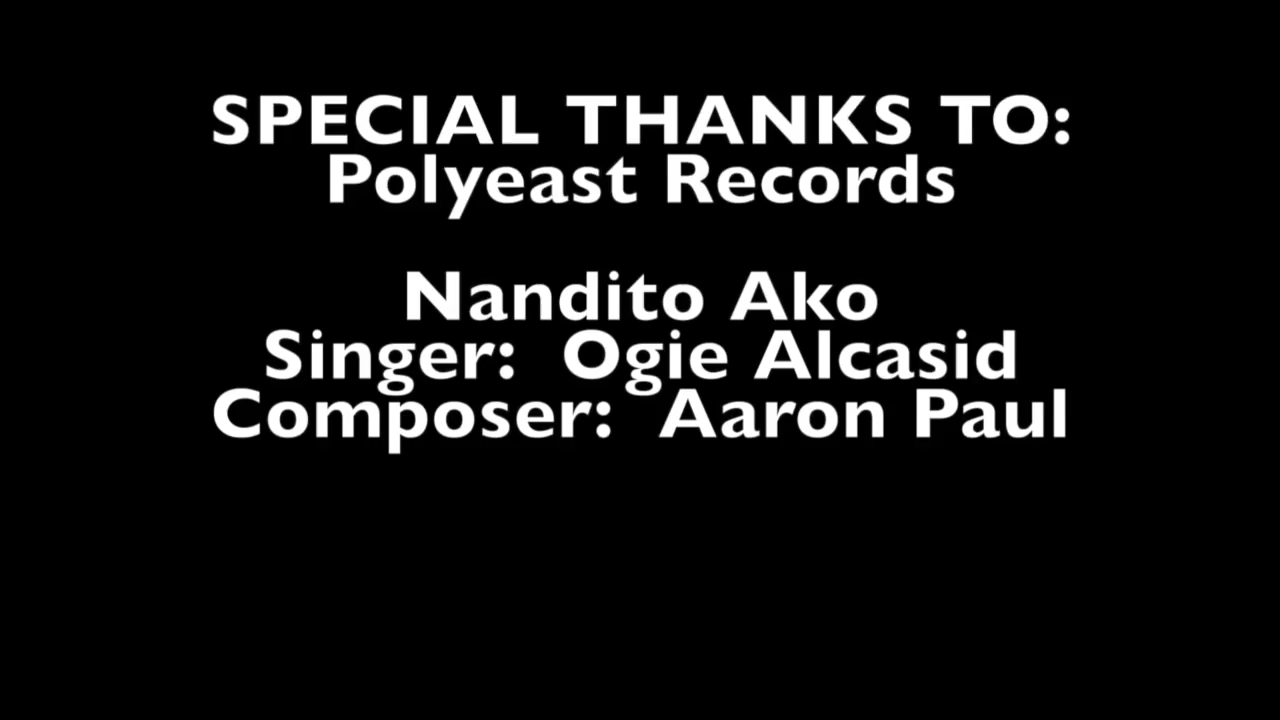 SPECIAL THANKS TO:
Polyeast Records
Nandito Ako
Singer: Ogie Alcasid
Composer: Aaron Paul